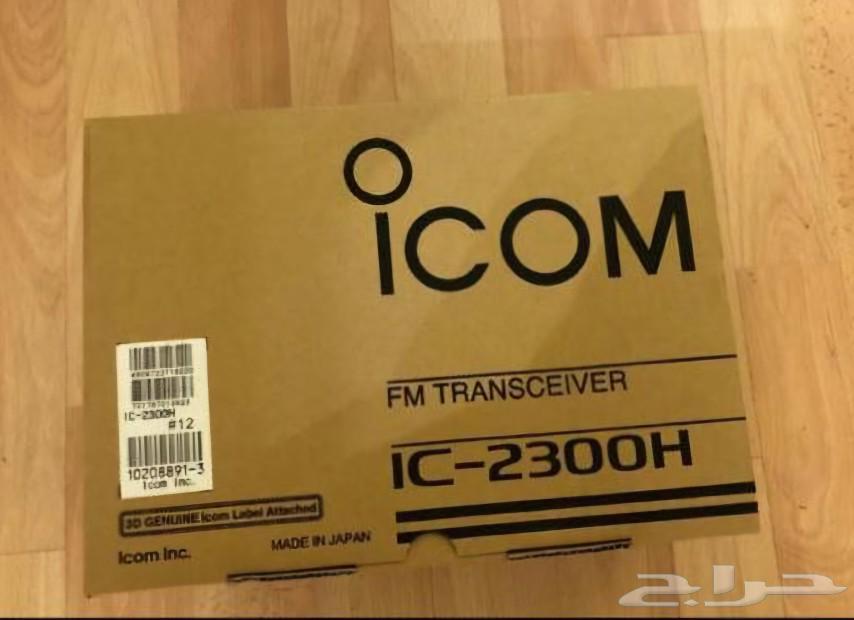 iCOM
FM TRANSCEIVER
IC-2300H
IC-2300H
#12
10208891-3
Icom Inc.
3D GENUINE Icom Label Attached
Icom Inc.
MADE IN JAPAN
حراج